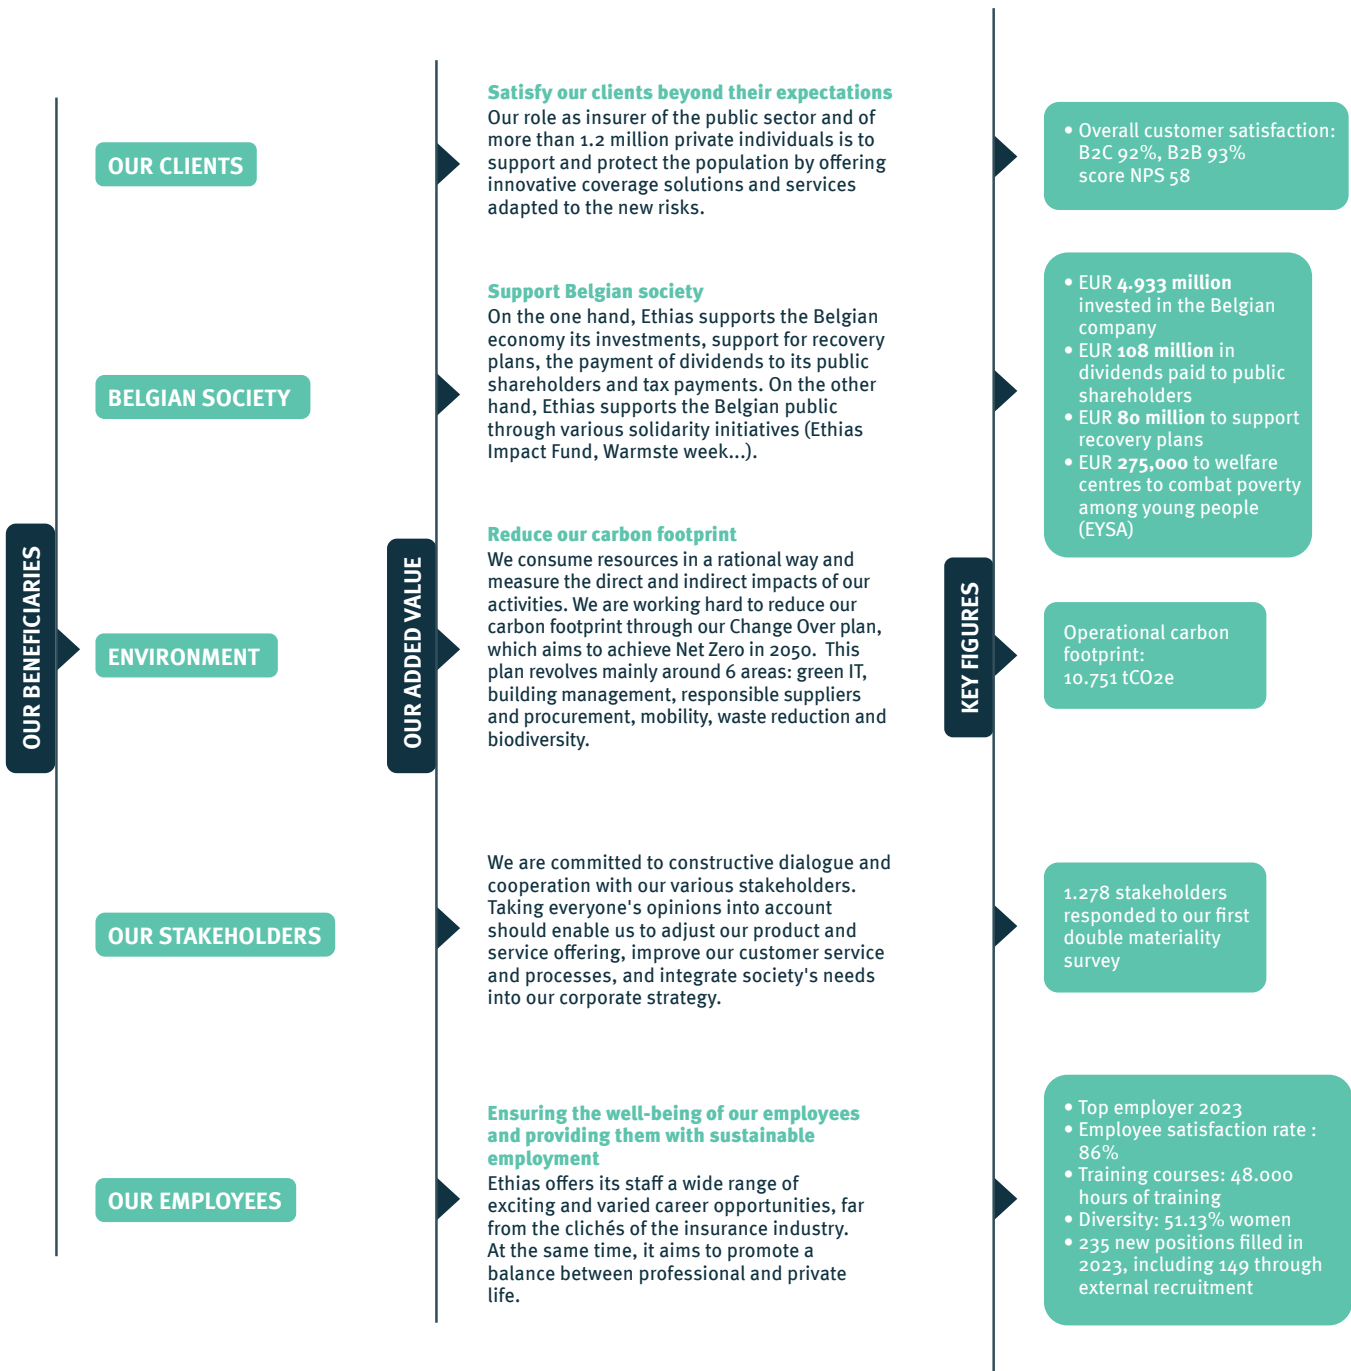 OUR BENEFICIARIES
OUR CLIENTS
BELGIAN SOCIETY
ENVIRONMENT
OUR STAKEHOLDERS
OUR EMPLOYEES
OUR ADDED VALUE
Satisfy our clients beyond their expectations
Our role as insurer of the public sector and of
more than 1.2 million private individuals is to
support and protect the population by offering
innovative coverage solutions and services
adapted to the new risks.
Support Belgian society
On the one hand, Ethias supports the Belgian
economy its investments, support for recovery
plans, the payment of dividends to its public
shareholders and tax payments. On the other
hand, Ethias supports the Belgian public
through various solidarity initiatives (Ethias
Impact Fund, Warmste week...).
Reduce our carbon footprint
We consume resources in a rational way and
measure the direct and indirect impacts of our
activities. We are working hard to reduce our
carbon footprint through our Change Over plan,
which aims to achieve Net Zero in 2050. This
plan revolves mainly around 6 areas: green IT,
building management, responsible suppliers
and procurement, mobility, waste reduction and
biodiversity.
We are committed to constructive dialogue and
cooperation with our various stakeholders.
Taking everyone's opinions into account
should enable us to adjust our product and
service offering, improve our customer service
and processes, and integrate society's needs
into our corporate strategy.
Ensuring the well-being of our employees
and providing them with sustainable
employment
Ethias offers its staff a wide range of
exciting and varied career opportunities, far
from the clichés of the insurance industry.
At the same time, it aims to promote a
balance between professional and private
life.
KEY FIGURES
• Overall customer satisfaction:
B2C 92%, B2B 93%
score NPS 58
• EUR 4.933 million
invested in the Belgian
company
• EUR 108 million in
dividends paid to public
shareholders
• EUR 80 million to support
recovery plans
• EUR 275,000 to welfare
centres to combat poverty
among young people
(EYSA)
Operational carbon
footprint:
10.751 tCO2e
1.278 stakeholders
responded to our first
double materiality
survey
• Top employer 2023
• Employee satisfaction rate :
86%
• Training courses: 48.000
hours of training
• Diversity: 51.13% women
• 235 new positions filled in
2023, including 149 through
external recruitment